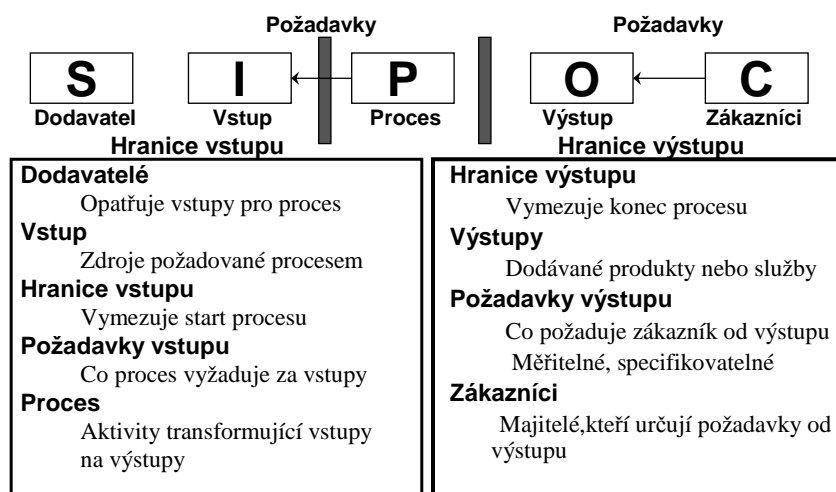 Požadavky Požadavky
S I P O C
Dodavatel Vstup Proces Výstup Zákazníci
Hranice vstupu Hranice výstupu
Dodavatelé
Opatřuje vstupy pro proces
Vstup
Zdroje požadované procesem
Hranice vstupu
Vymezuje start procesu
Požadavky vstupu
Co proces vyžaduje za vstupy
Proces
Aktivity transformující vstupy
na výstupy
Hranice výstupu
Vymezuje konec procesu
Výstupy
Dodávané produkty nebo služby
Požadavky výstupu
Co požaduje zákazník od výstupu
Měřitelné, specifikovatelné
Zákazníci
Majitelé,kteří určují požadavky od
výstupu